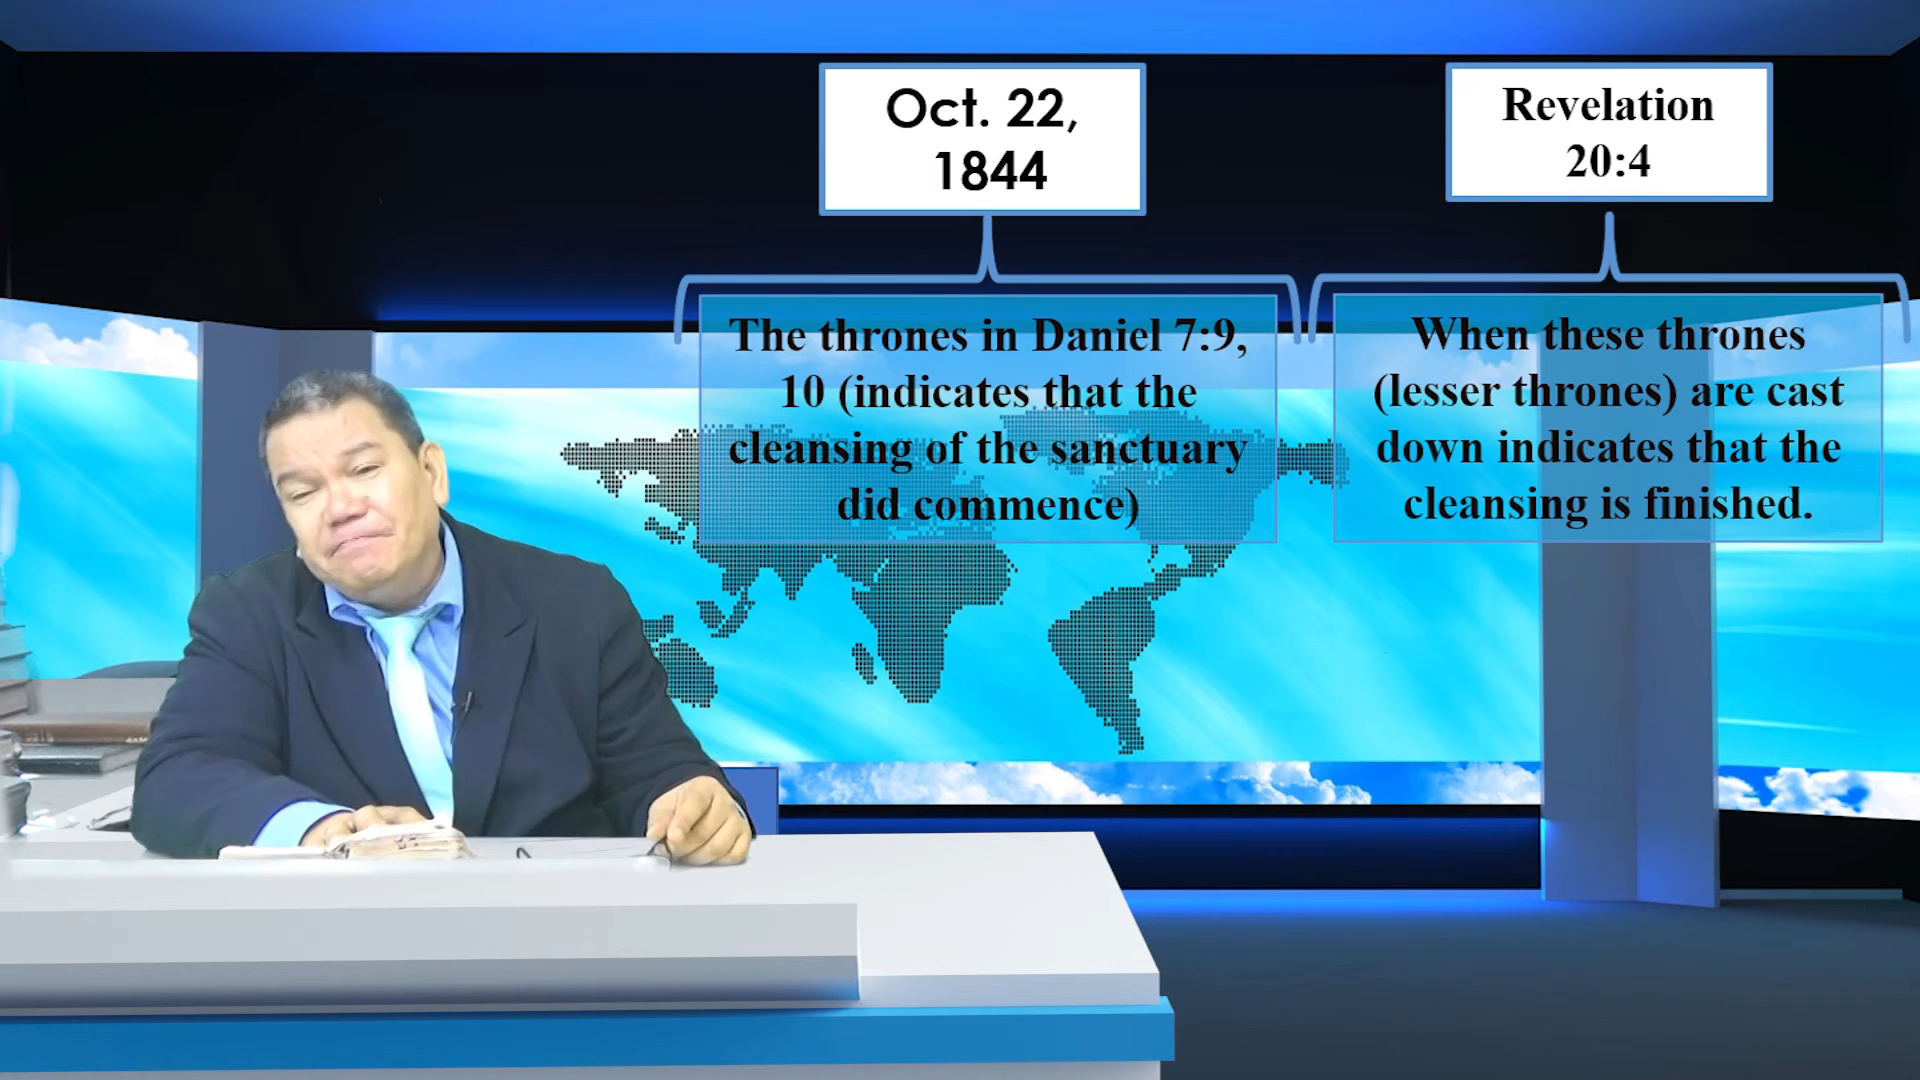 Oct. 22,
1844
Revelation
20:4
The thrones in Daniel 7:9,
10 (indicates that the
cleansing of the sanctuary
did commence)
When these thrones
(lesser thrones) are cast
down indicates that the
cleansing is finished.